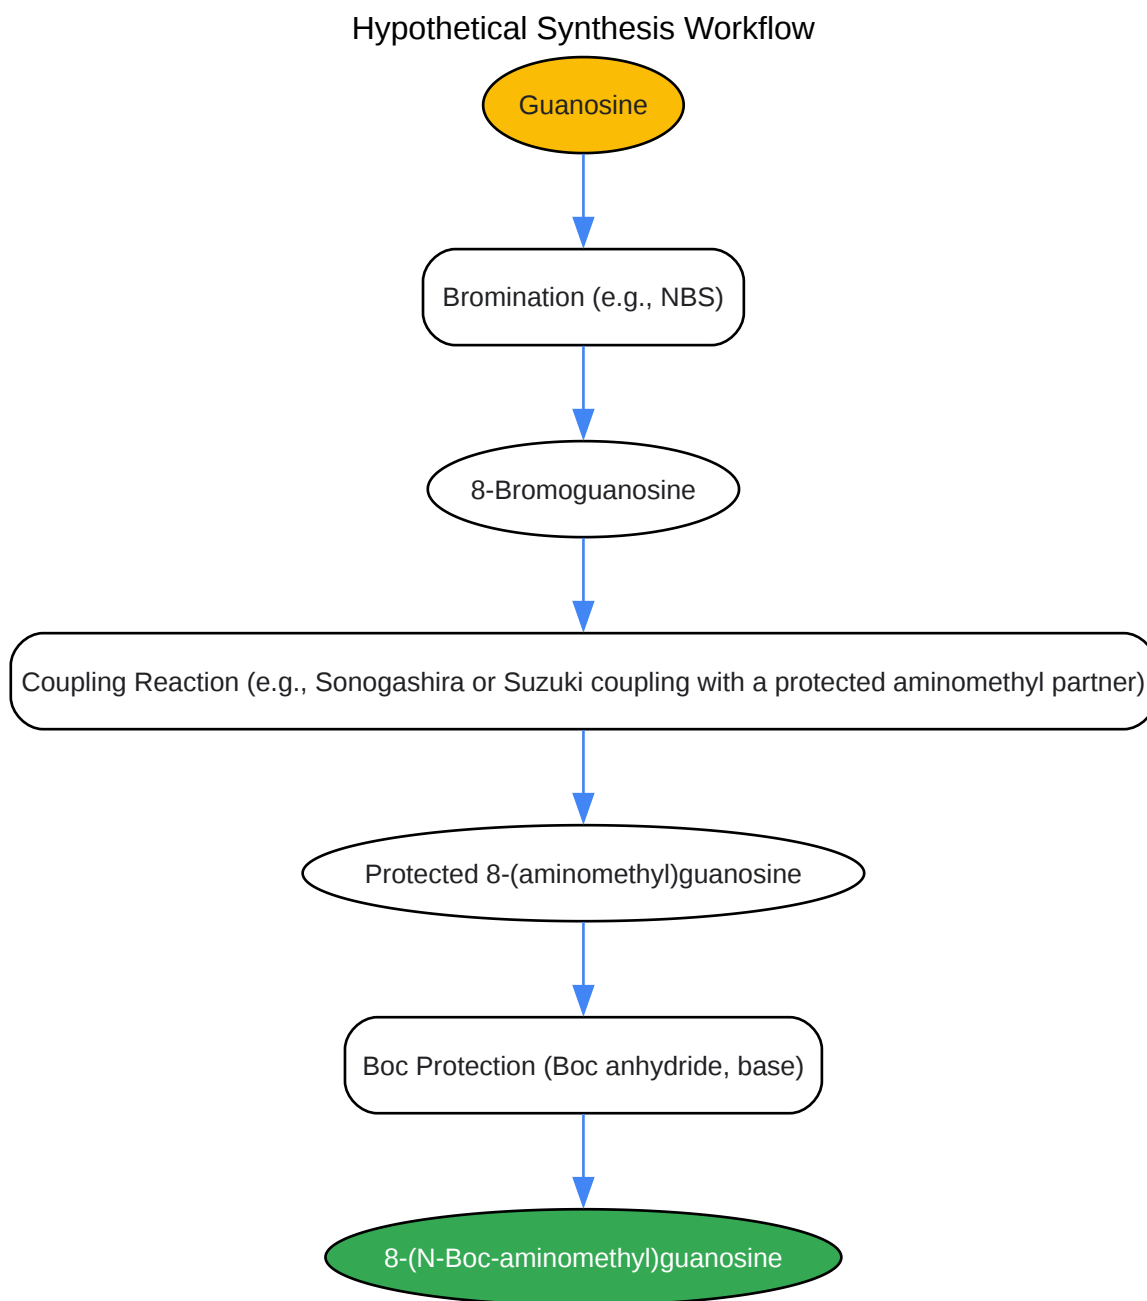 Hypothetical Synthesis Workflow
Guanosine
Bromination (e.g., NBS)
8-Bromoguanosine
Coupling Reaction (e.g., Sonogashira or Suzuki coupling with a protected aminomethyl partner)
Protected 8-(aminomethyl)guanosine
Boc Protection (Boc anhydride, base)
8-(N-Boc-aminomethyl)guanosine